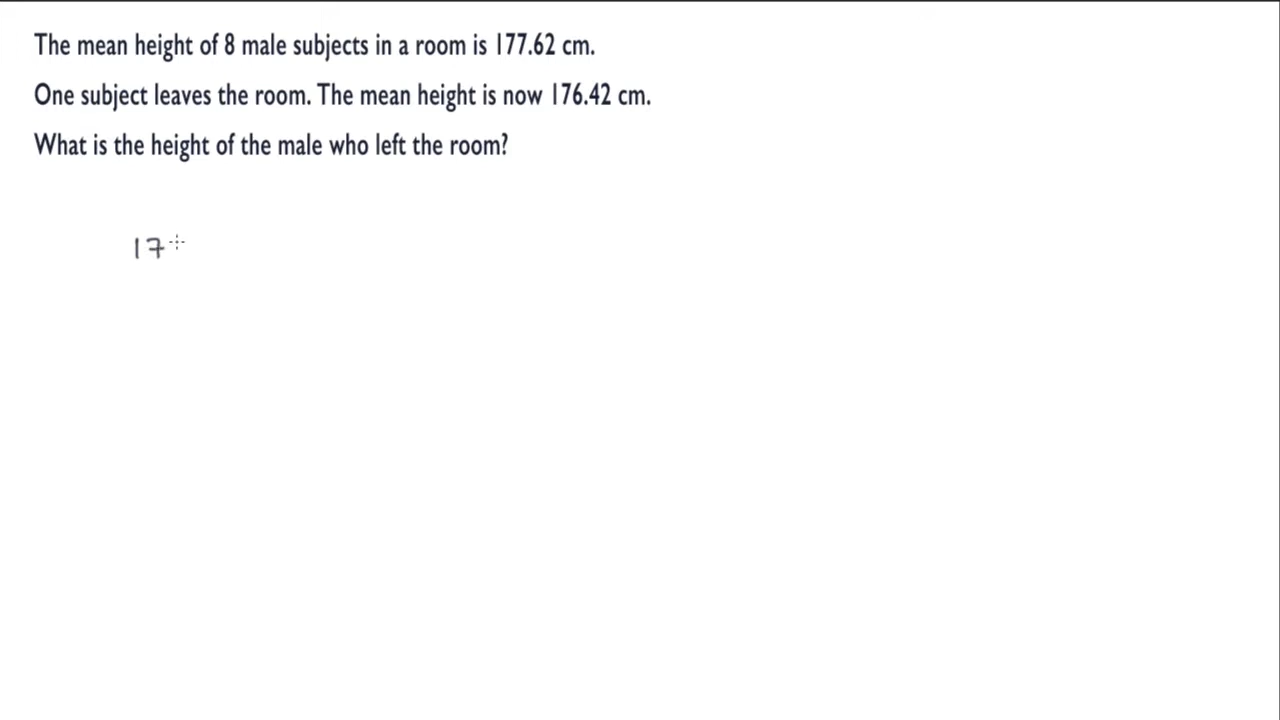 The mean height of 8 male subjects in a room is 177.62 cm.
One subject leaves the room. The mean height is now 176.42 cm.
What is the height of the male who left the room?
17